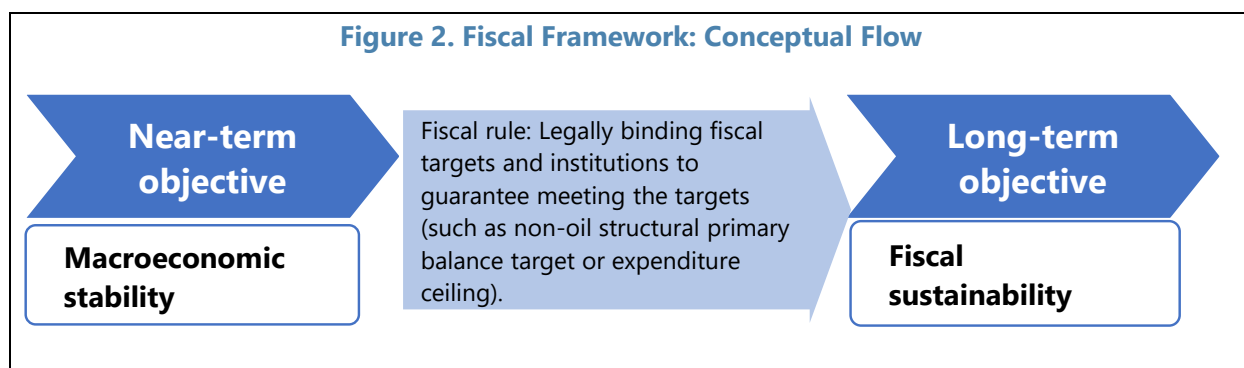 Figure 2. Fiscal Framework: Conceptual Flow
Near-term
objective
Macroeconomic
stability
Fiscal rule: Legally binding fiscal
targets and institutions to
guarantee meeting the targets
(such as non-oil structural primary
balance target or expenditure
ceiling).
Long-term
objective
Fiscal
sustainability